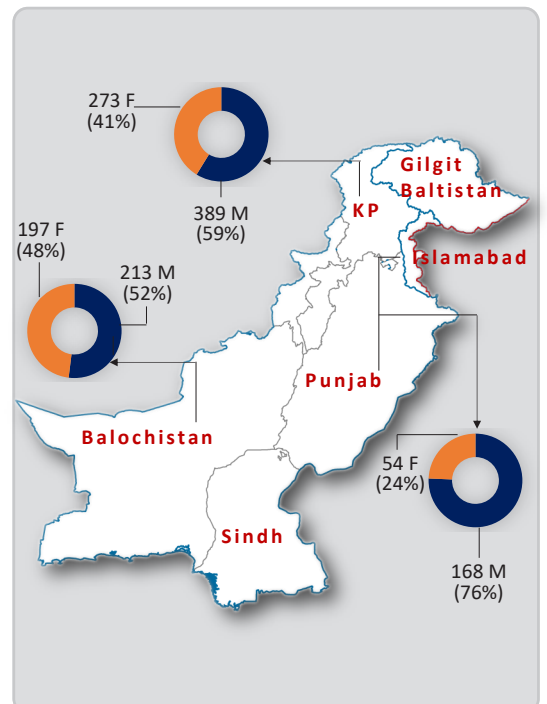 273 F
(41%)
Gilgit
Baltistan
KP
389 M
(59%)
197 F
(48%)
213 M
(52%)
Islamabad
Punjab
Balochistan
54 F
(24%)
Sindh
168 M
(76%)